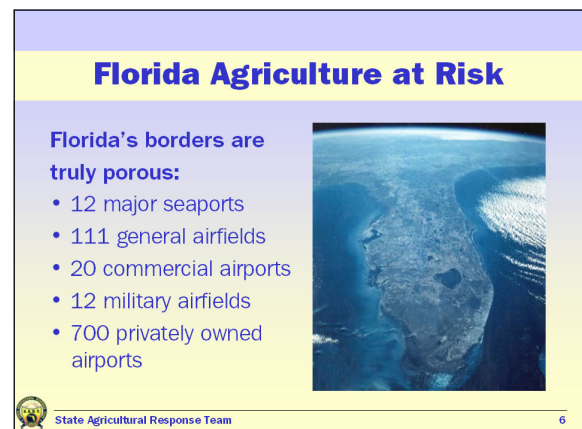 Florida Agriculture at Risk
Florida's borders are
truly porous:
• 12 major seaports
• 111 general airfields
• 20 commercial airports
• 12 military airfields
• 700 privately owned
airports
State Agricultural Response Team
6